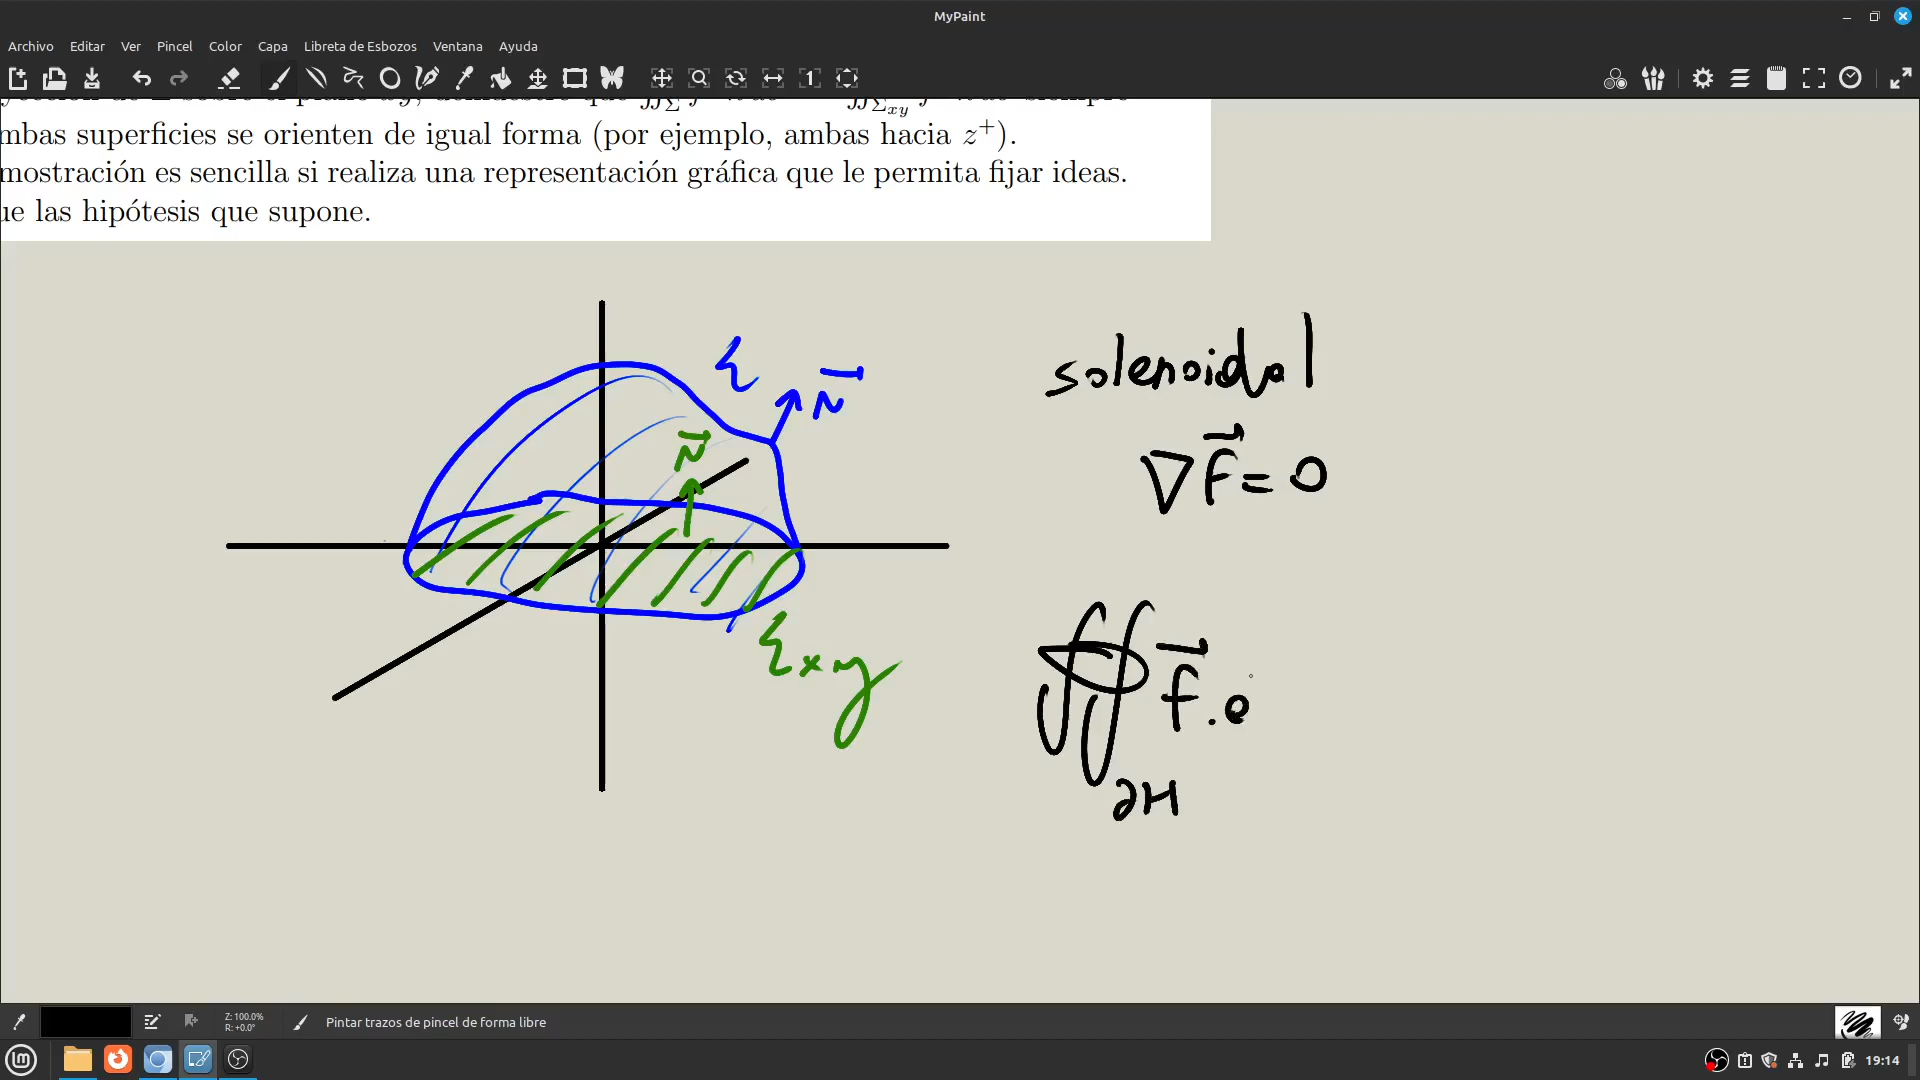 MyPaint
Archivo Editar Ver Pincel Color Capa Libreta de Esbozos Ventana Ayuda
mbas superficies se orienten de igual forma (por ejemplo, ambas hacia z⁺).
mostración es sencilla si realiza una representación gráfica que le permita fijar ideas.
ue las hipótesis que supone.
Σ N⃗
N⃗
Σxy
solenoidal
∇F⃗ = 0
∯∂H F⃗ . e
Z: 100.0%
R: +0.0°
Pintar trazos de pincel de forma libre
19:14